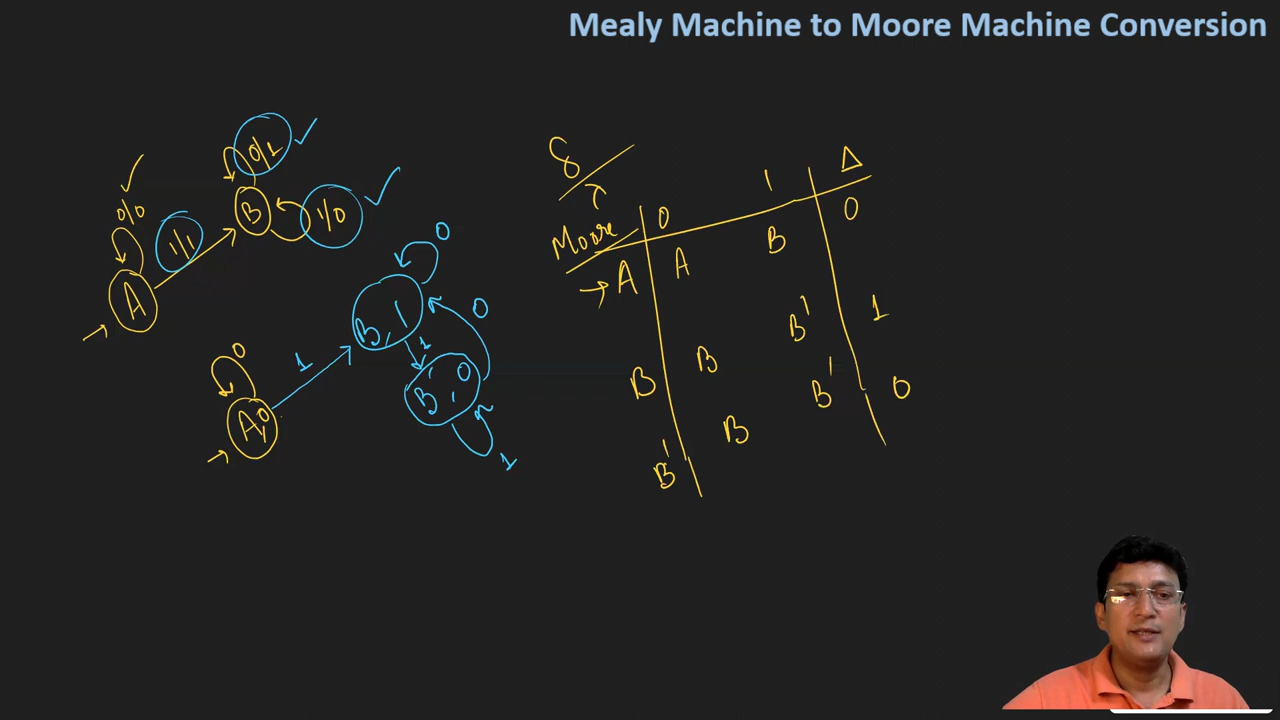 Mealy Machine to Moore Machine Conversion
0/0
1/1
0/1
B
1/0
A
0
1
A,0
B, 1
0
1
B', 0
0
1
δ
Moore
0 1 Δ
→ A A B 0
B B B' 1
B' B B' 0